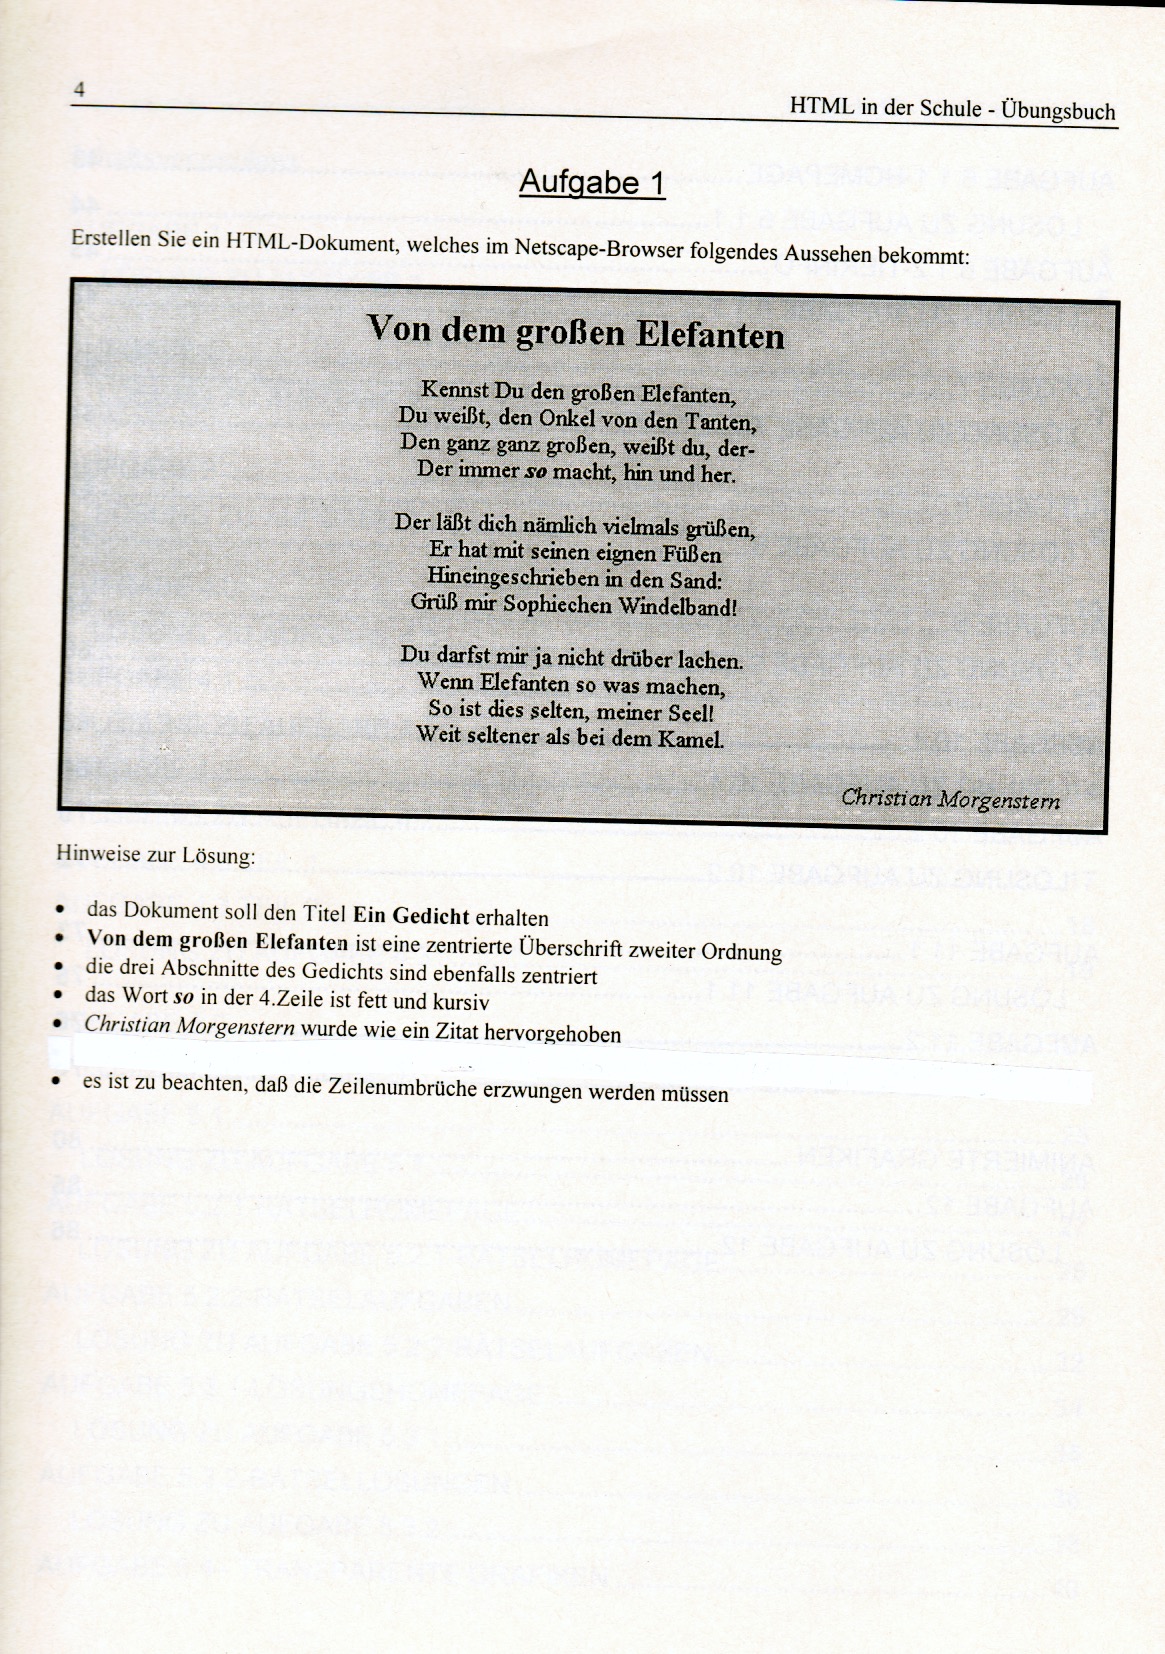 4
HTML in der Schule - Übungsbuch
Aufgabe 1
Erstellen Sie ein HTML-Dokument, welches im Netscape-Browser folgendes Aussehen bekommt:
Von dem großen Elefanten
Kennst Du den großen Elefanten,
Du weißt, den Onkel von den Tanten,
Den ganz ganz großen, weißt du, der-
Der immer so macht, hin und her.
Der läßt dich nämlich vielmals grüßen,
Er hat mit seinen eignen Füßen
Hineingeschrieben in den Sand:
Grüß mir Sophiechen Windelband!
Du darfst mir ja nicht drüber lachen.
Wenn Elefanten so was machen,
So ist dies selten, meiner Seel!
Weit seltener als bei dem Kamel.
Christian Morgenstern
Hinweise zur Lösung:
• das Dokument soll den Titel Ein Gedicht erhalten
• Von dem großen Elefanten ist eine zentrierte Überschrift zweiter Ordnung
• die drei Abschnitte des Gedichts sind ebenfalls zentriert
• das Wort so in der 4.Zeile ist fett und kursiv
• Christian Morgenstern wurde wie ein Zitat hervorgehoben
• es ist zu beachten, daß die Zeilenumbrüche erzwungen werden müssen